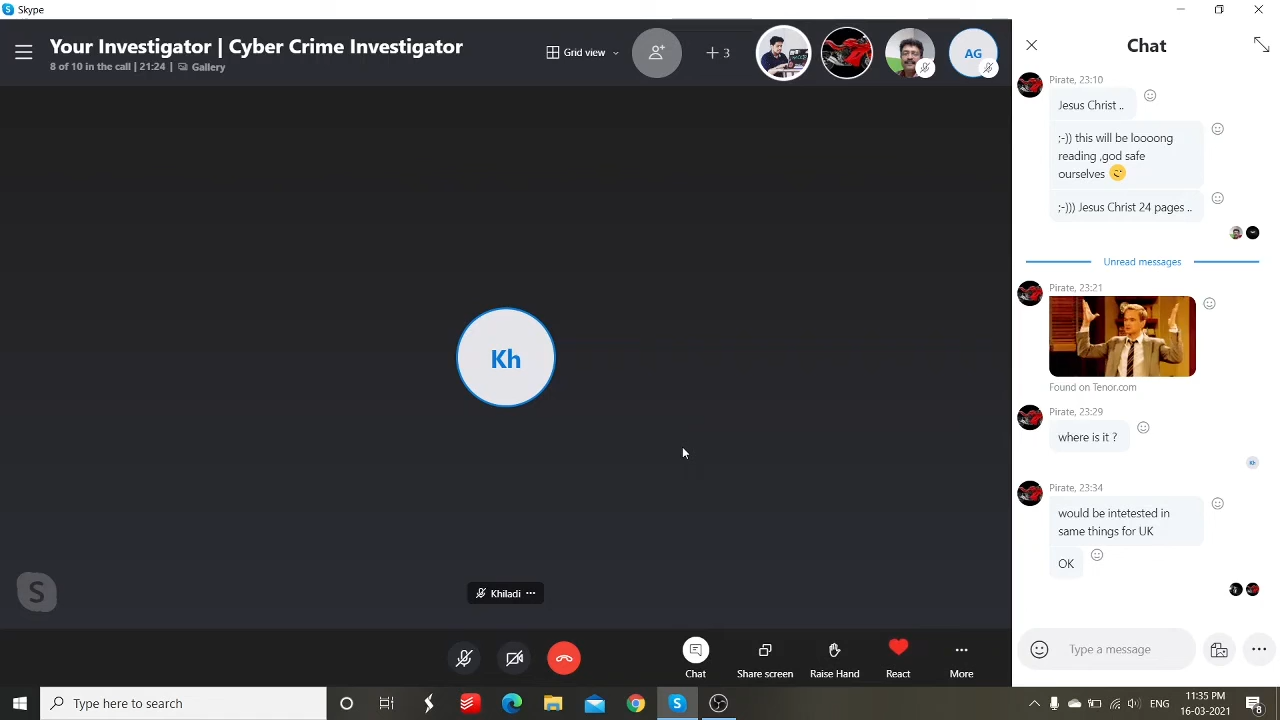 Skype
Your Investigator | Cyber Crime Investigator
8 of 10 in the call | 21:24 | Gallery
Grid view
+ 3
AG
Kh
Khiladi
Chat
Share screen
Raise Hand
React
More
Chat
Pirate, 23:10
Jesus Christ ..
;-)) this will be loooong
reading ,god safe
ourselves
;-))) Jesus Christ 24 pages ..
Unread messages
Pirate, 23:21
Found on Tenor.com
Pirate, 23:29
where is it ?
Kh
Pirate, 23:34
would be intetested in
same things for UK
OK
Type a message
Type here to search
ENG
11:35 PM
16-03-2021
8